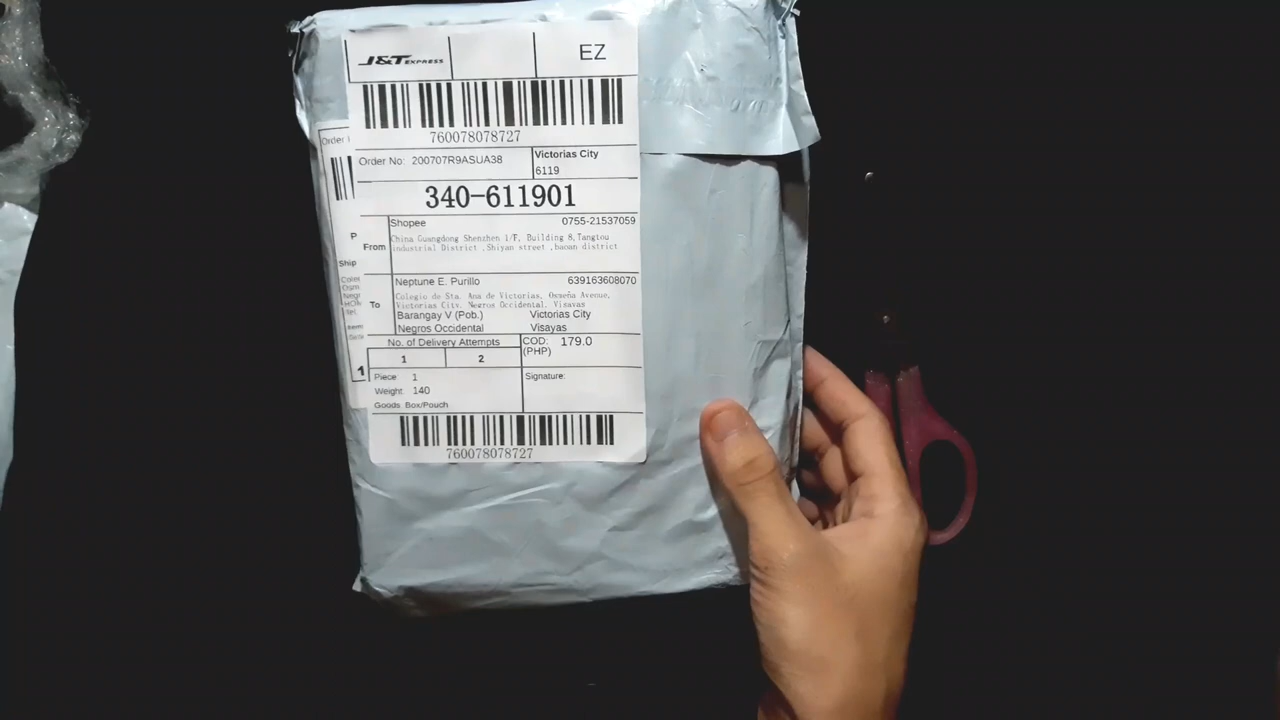 J&T EXPRESS
EZ
760078078727
Order No: 200707R9ASUA38
Victorias City
6119
340-611901
From
Shopee
0755-21537059
China Guangdong Shenzhen 1/F, Building 8,Tangtou
industrial District ,Shiyan street ,baoan district
To
Neptune E. Purillo
639163608070
Colegio de Sta. Ana de Victorias, Osmeña Avenue,
Victorias City, Negros Occidental, Visayas
Barangay V (Pob.)
Victorias City
Negros Occidental
Visayas
No. of Delivery Attempts
1
2
COD: 179.0
(PHP)
Piece 1
Weight: 140
Goods Box/Pouch
Signature:
760078078727
Order
P
Ship
1